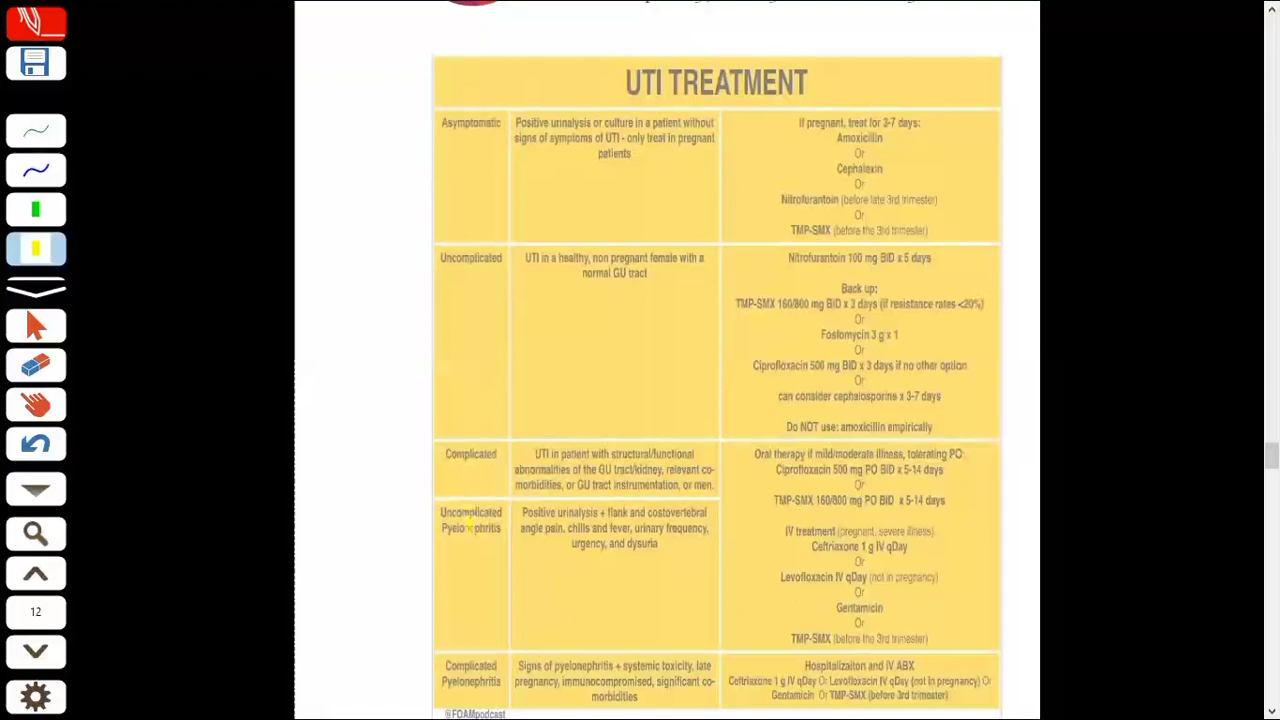 UTI TREATMENT
Asymptomatic
Positive urinalysis or culture in a patient without
signs of symptoms of UTI - only treat in pregnant
patients
If pregnant, treat for 3-7 days:
Amoxicillin
Or
Cephalexin
Or
Nitrofurantoin (before late 3rd trimester)
Or
TMP-SMX (before the 3rd trimester)
Uncomplicated
UTI in a healthy, non pregnant female with a
normal GU tract
Nitrofurantoin 100 mg BID x 5 days
Back up:
TMP-SMX 160/800 mg BID x 3 days (if resistance rates <20%)
Or
Fosfomycin 3 g x 1
Or
Ciprofloxacin 500 mg BID x 3 days if no other option
Or
can consider cephalosporins x 3-7 days
Do NOT use: amoxicillin empirically
Complicated
UTI in patient with structural/functional
abnormalities of the GU tract/kidney, relevant co-
morbidities, or GU tract instrumentation, or men.
Uncomplicated
Pyelonephritis
Positive urinalysis + flank and costovertebral
angle pain, chills and fever, urinary frequency,
urgency, and dysuria
Oral therapy if mild/moderate illness, tolerating PO:
Ciprofloxacin 500 mg PO BID x 5-14 days
Or
TMP-SMX 160/800 mg PO BID x 5-14 days
IV treatment (pregnant, severe illness)
Ceftriaxone 1 g IV qDay
Or
Levofloxacin IV qDay (not in pregnancy)
Or
Gentamicin
Or
TMP-SMX (before the 3rd trimester)
Complicated
Pyelonephritis
Signs of pyelonephritis + systemic toxicity, late
pregnancy, immunocompromised, significant co-
morbidities
Hospitalizaiton and IV ABX
Ceftriaxone 1 g IV qDay Or Levofloxacin IV qDay (not in pregnancy) Or
Gentamicin Or TMP-SMX (before 3rd trimester)
@FOAMpodcast
12